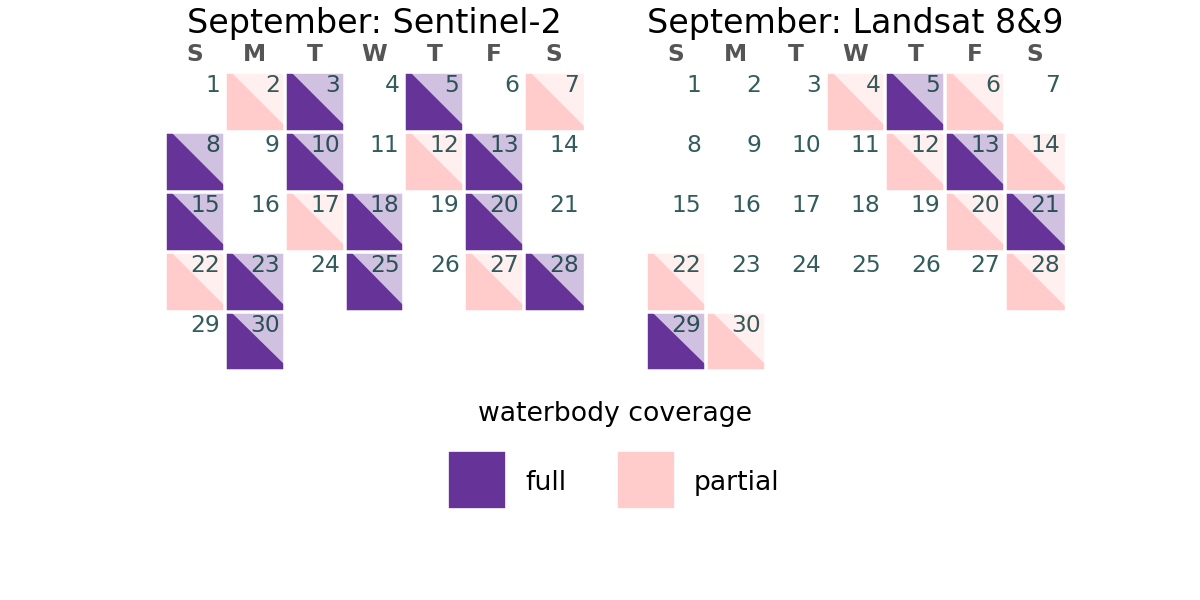 September: Sentinel-2
S M T W T F S
1 2 3 4 5 6 7
8 9 10 11 12 13 14
15 16 17 18 19 20 21
22 23 24 25 26 27 28
29 30
September: Landsat 8&9
S M T W T F S
1 2 3 4 5 6 7
8 9 10 11 12 13 14
15 16 17 18 19 20 21
22 23 24 25 26 27 28
29 30
waterbody coverage
full
partial